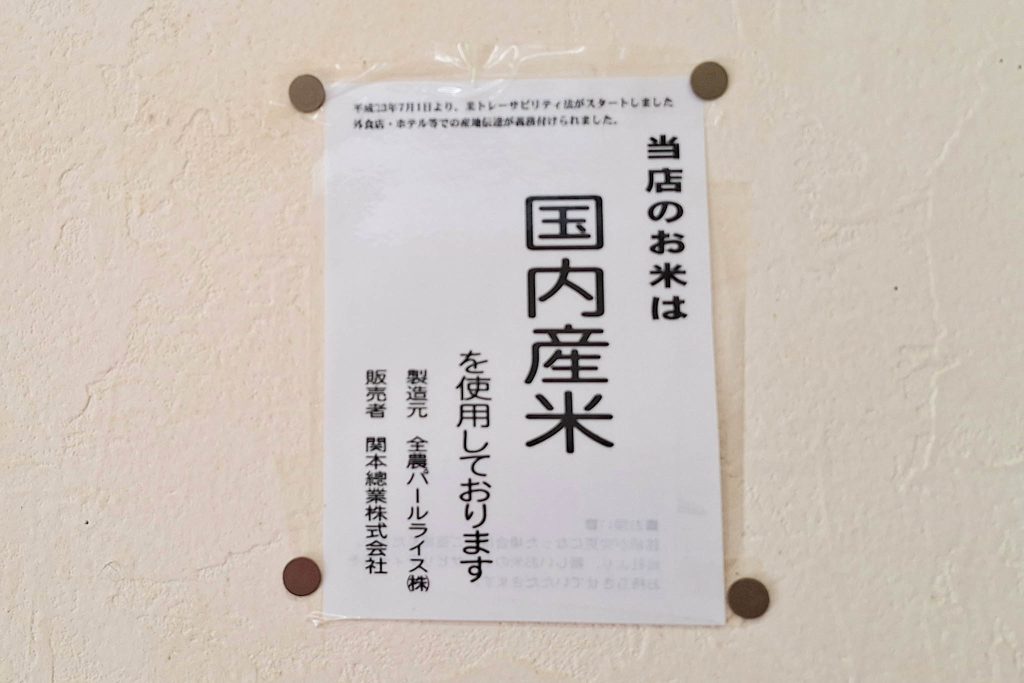 平成23年7月1日より、米トレーサビリティ法がスタートしました
外食店・ホテル等での産地伝達が義務付けられました。
当店のお米は
国内産米
を使用しております
製造元 全農パールライス㈱
販売者 関本總業株式会社